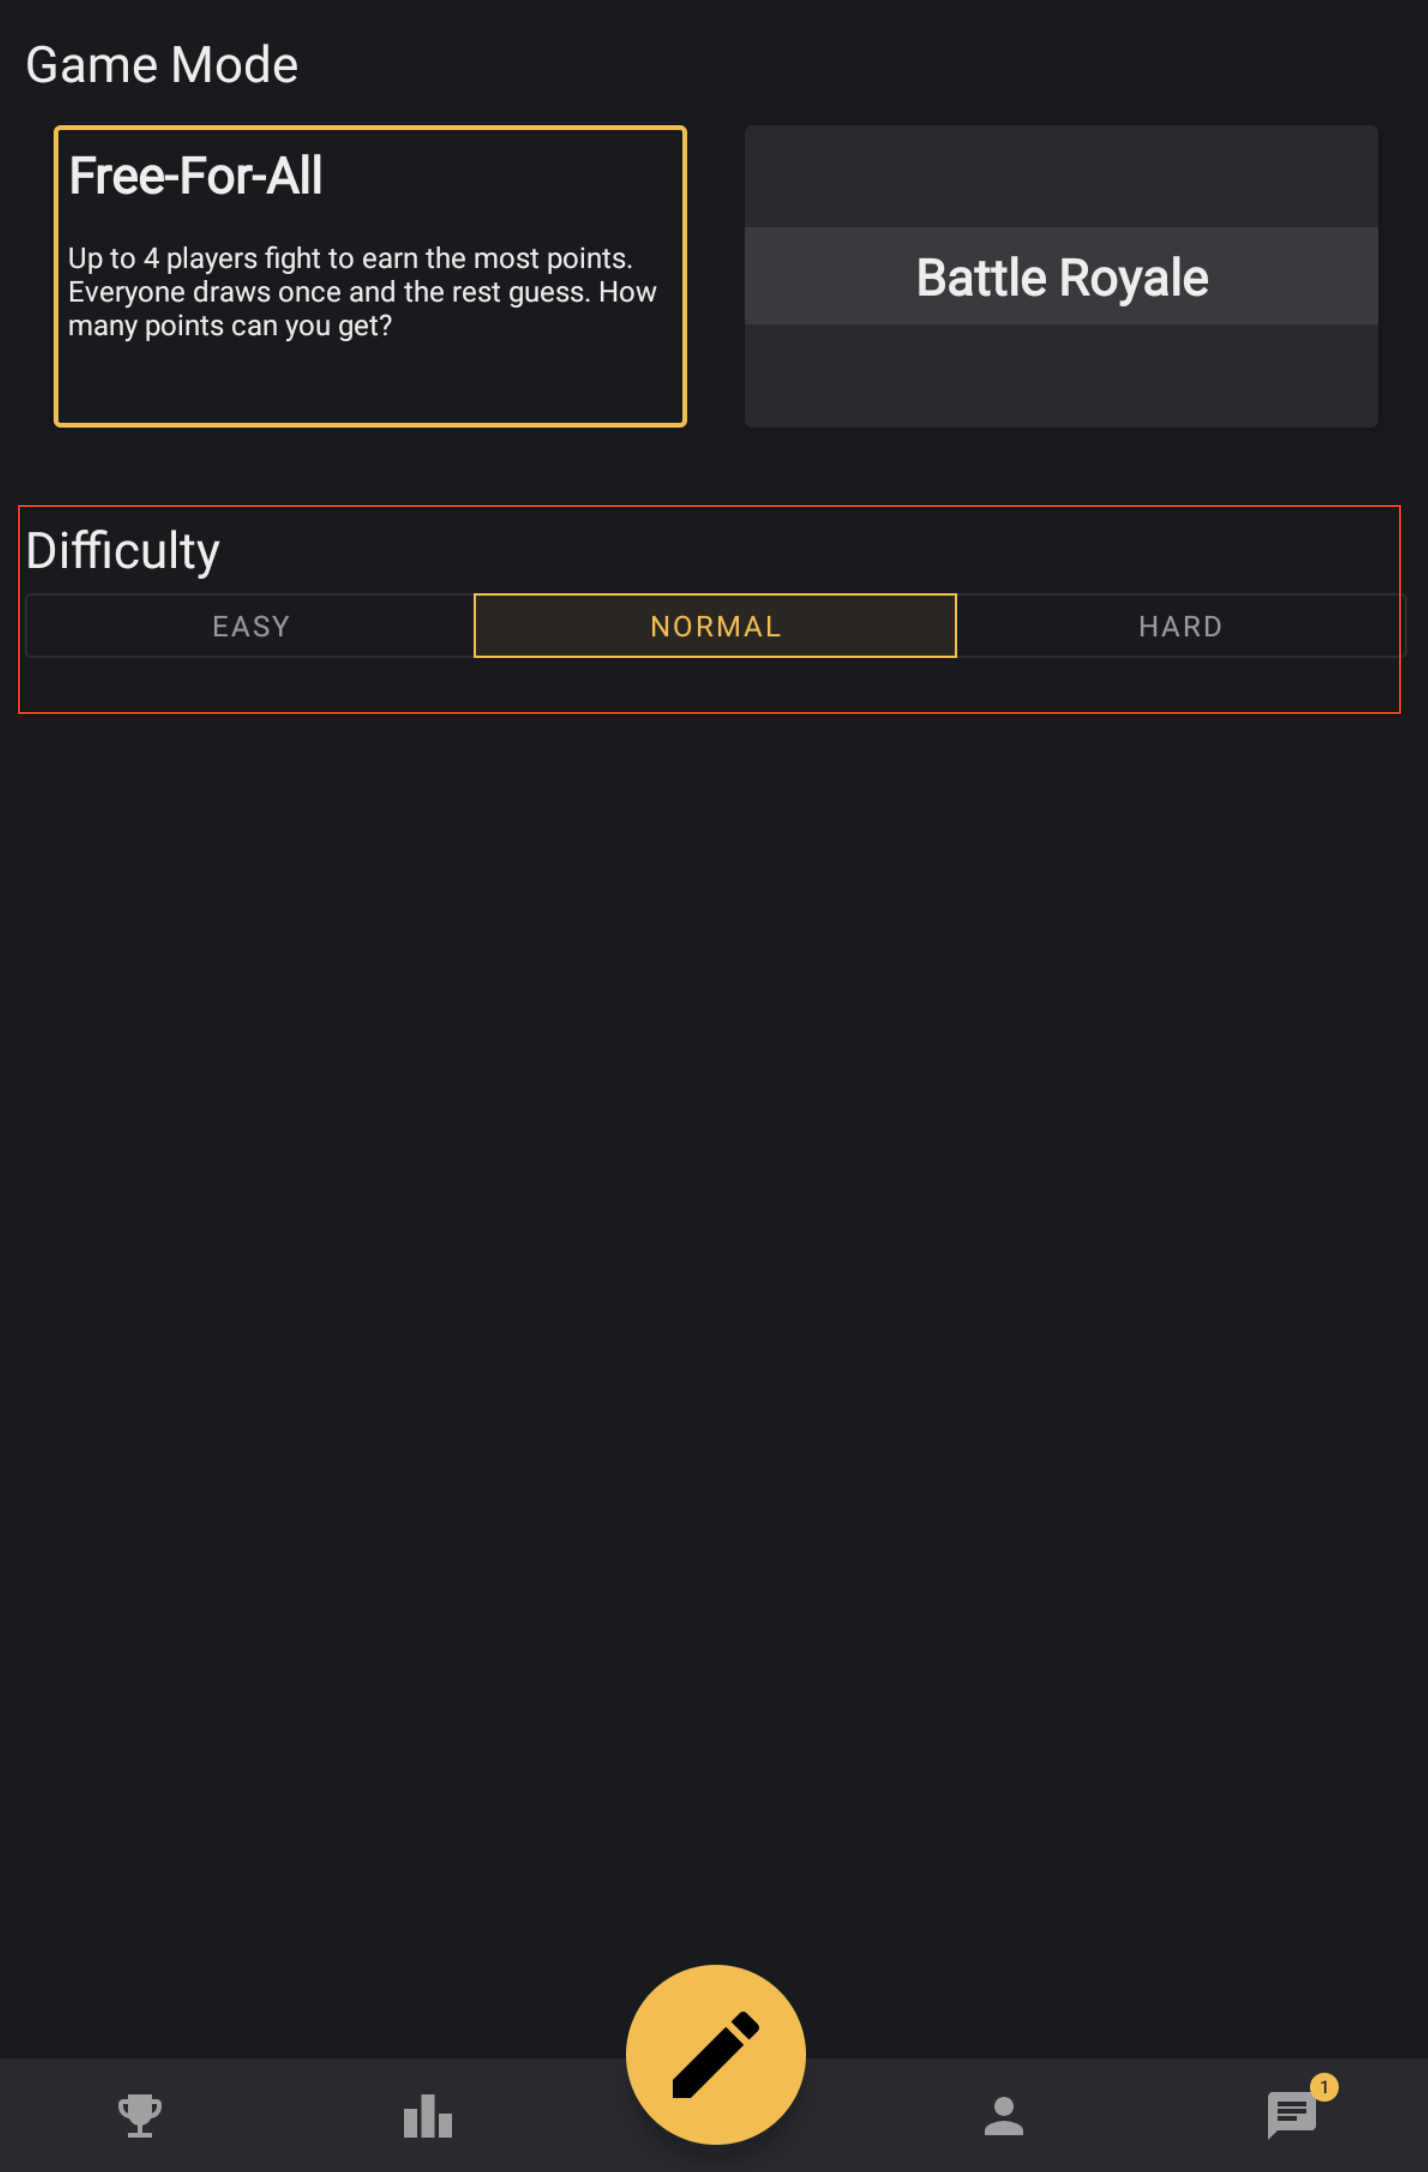 Game Mode
Free-For-All
Up to 4 players fight to earn the most points.
Everyone draws once and the rest guess. How
many points can you get?
Battle Royale
Difficulty
EASY NORMAL HARD
1